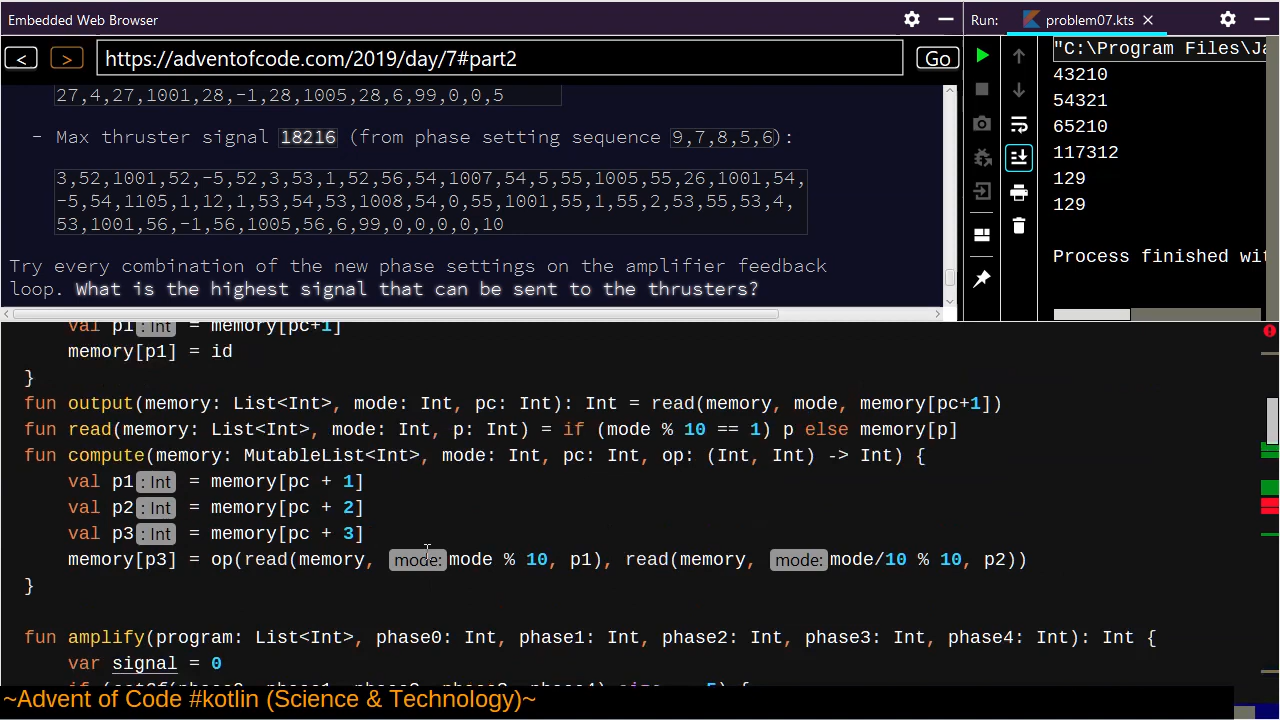 Embedded Web Browser
<
>
https://adventofcode.com/2019/day/7#part2
Go
27,4,27,1001,28,-1,28,1005,28,6,99,0,0,5
- Max thruster signal 18216 (from phase setting sequence 9,7,8,5,6):
3,52,1001,52,-5,52,3,53,1,52,56,54,1007,54,5,55,1005,55,26,1001,54,
-5,54,1105,1,12,1,53,54,53,1008,54,0,55,1001,55,1,55,2,53,55,53,4,
53,1001,56,-1,56,1005,56,6,99,0,0,0,0,10
Try every combination of the new phase settings on the amplifier feedback
loop. What is the highest signal that can be sent to the thrusters?
Run: problem07.kts
"C:\Program Files\Ja
43210
54321
65210
117312
129
129
Process finished wit
val p1 : Int = memory[pc+1]
memory[p1] = id
}
fun output(memory: List<Int>, mode: Int, pc: Int): Int = read(memory, mode, memory[pc+1])
fun read(memory: List<Int>, mode: Int, p: Int) = if (mode % 10 == 1) p else memory[p]
fun compute(memory: MutableList<Int>, mode: Int, pc: Int, op: (Int, Int) -> Int) {
val p1 : Int = memory[pc + 1]
val p2 : Int = memory[pc + 2]
val p3 : Int = memory[pc + 3]
memory[p3] = op(read(memory, mode: mode % 10, p1), read(memory, mode: mode/10 % 10, p2))
}
fun amplify(program: List<Int>, phase0: Int, phase1: Int, phase2: Int, phase3: Int, phase4: Int): Int {
var signal = 0
~Advent of Code #kotlin (Science & Technology)~